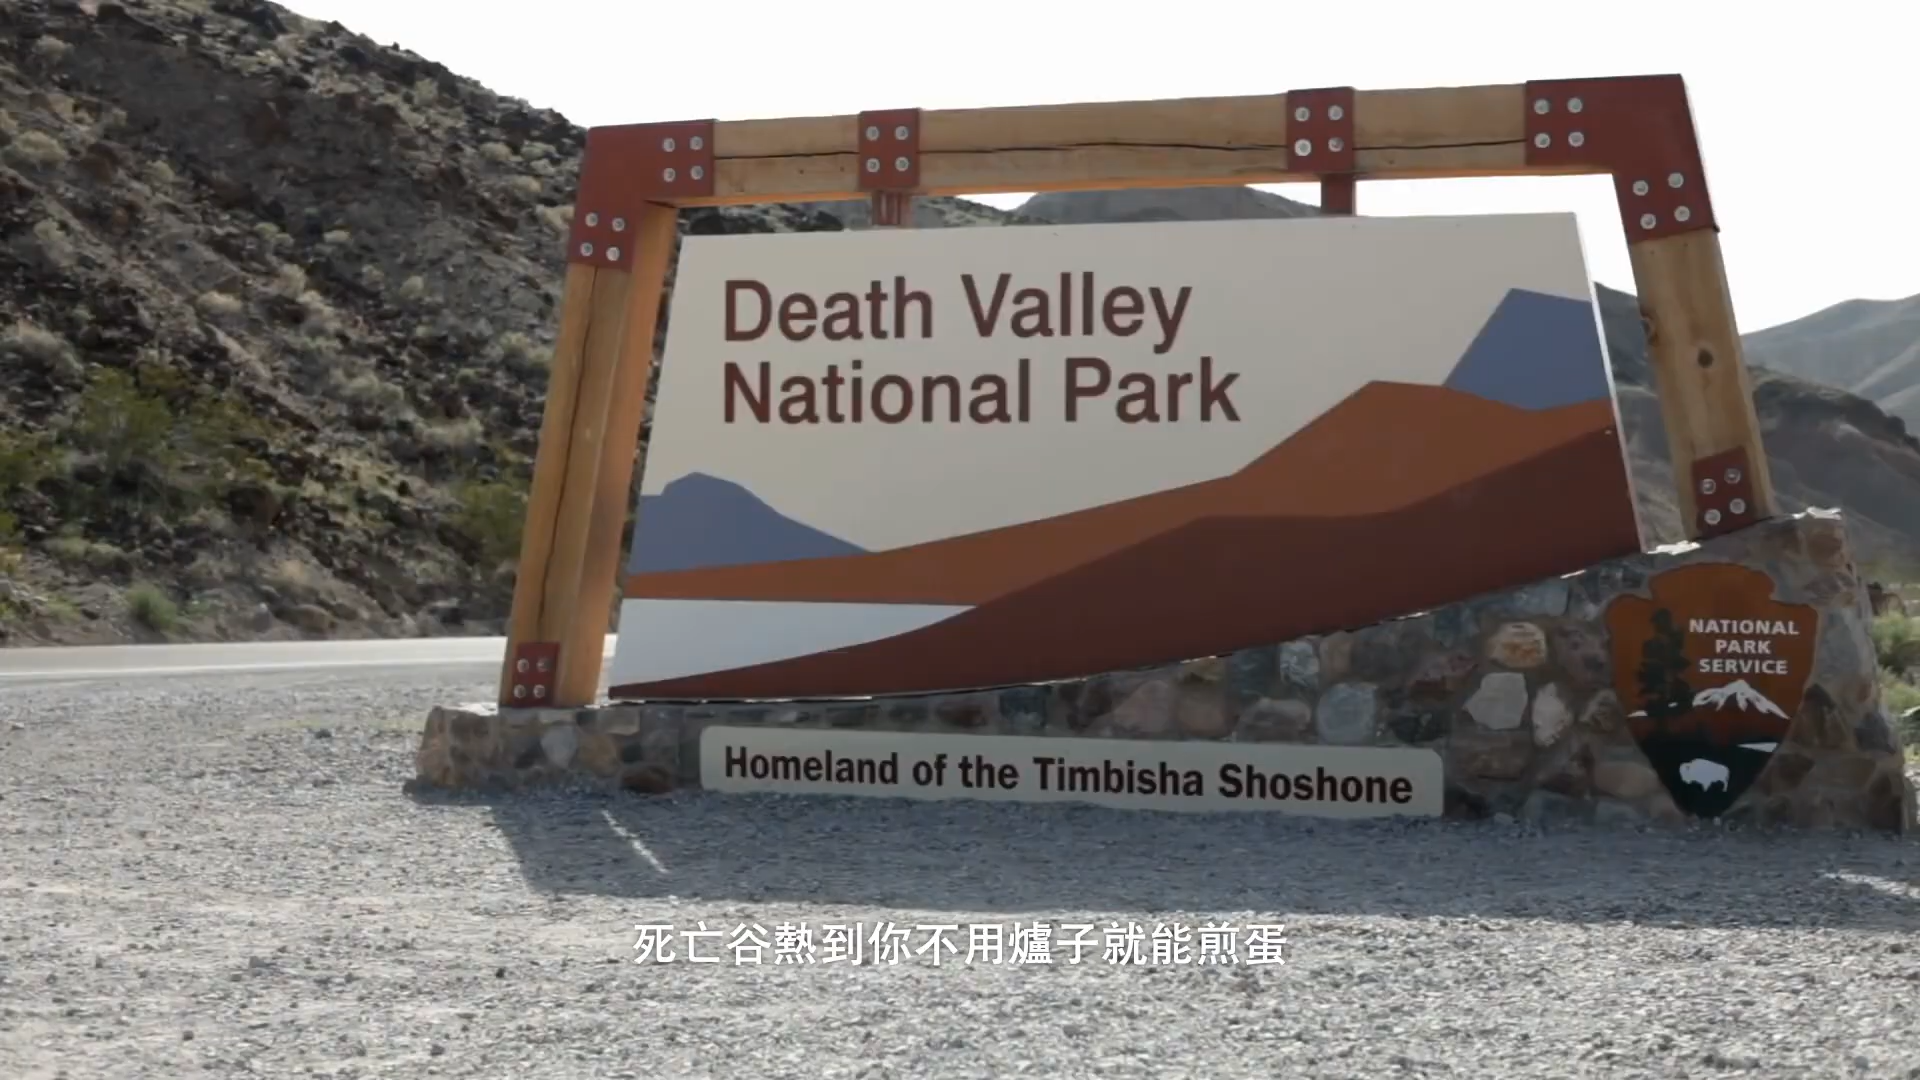 Death Valley
National Park
NATIONAL
PARK
SERVICE
Homeland of the Timbisha Shoshone
死亡谷熱到你不用爐子就能煎蛋